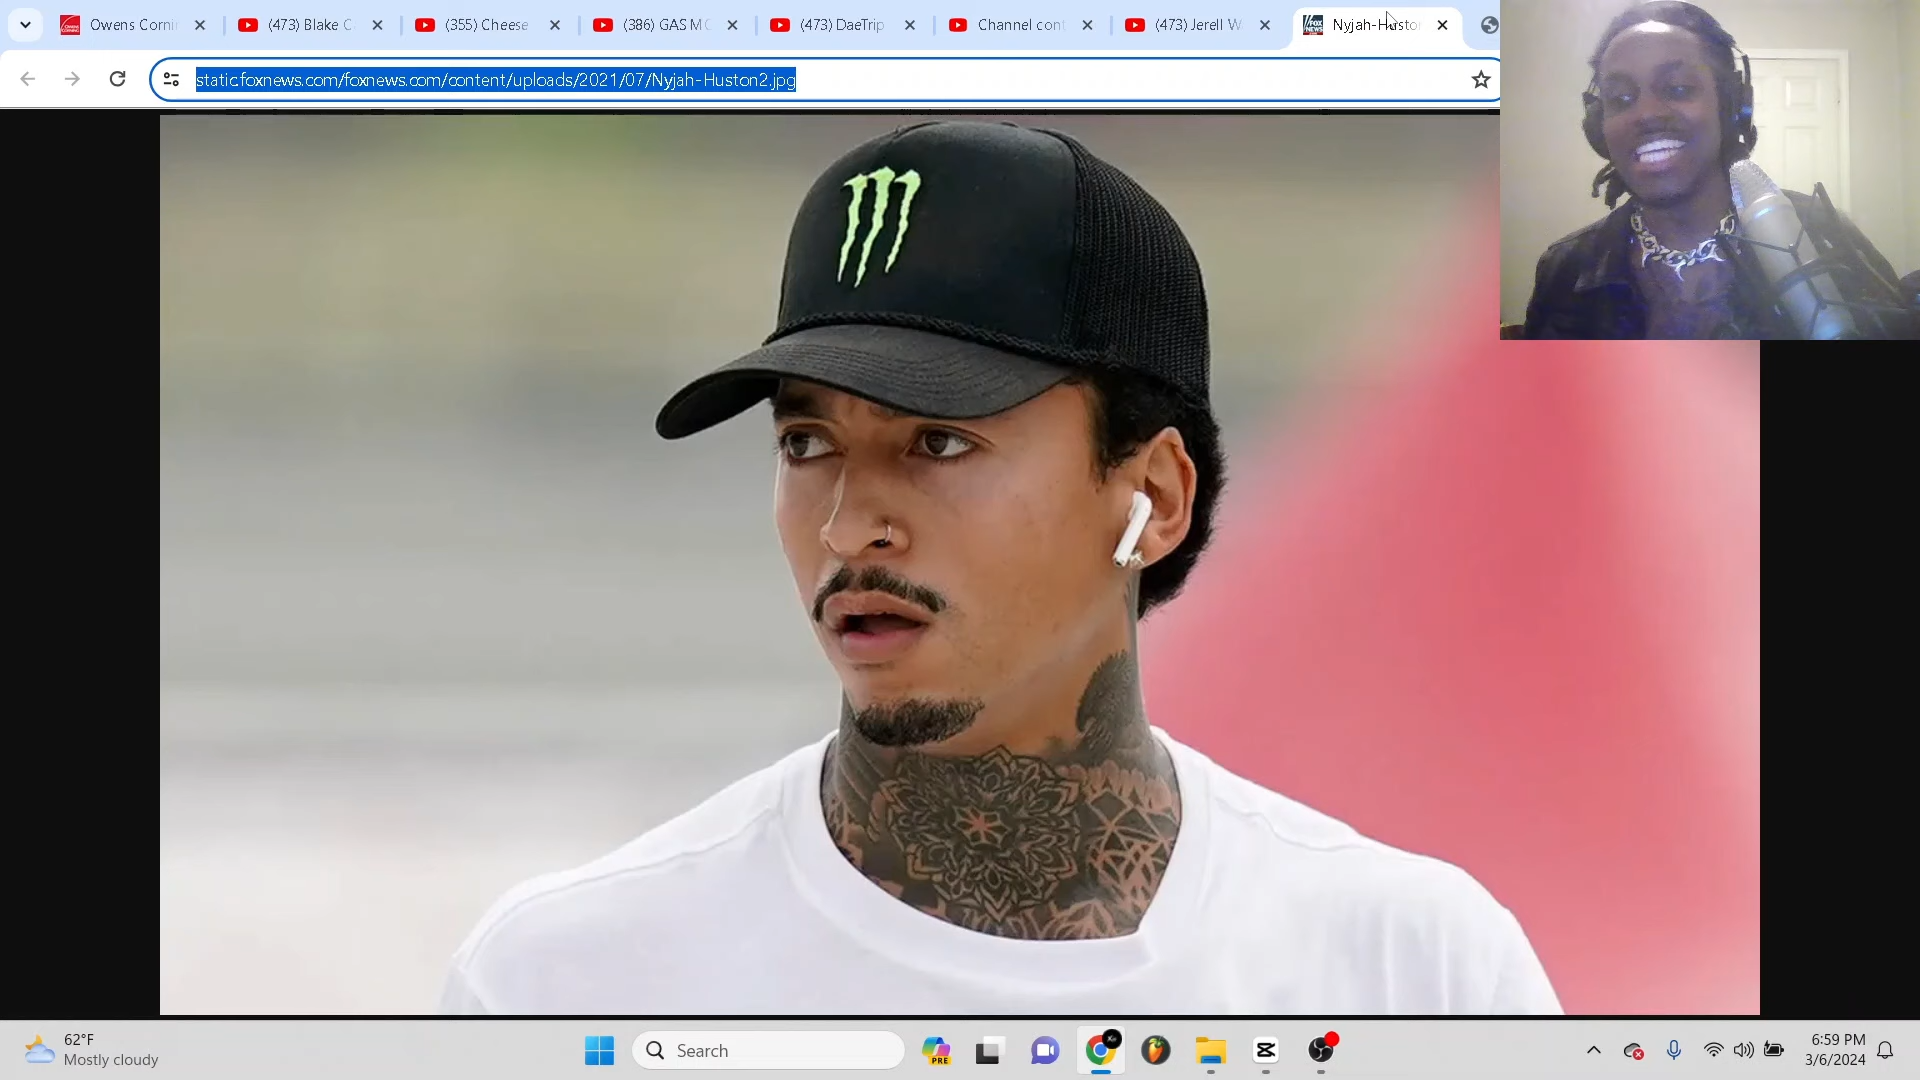 Owens Corni
(473) Blake C
(355) Cheese
(386) GAS M
(473) DaeTrip
Channel cont
(473) Jerell W
Nyjah-Husto
static.foxnews.com/foxnews.com/content/uploads/2021/07/Nyjah-Huston2.jpg
62°F
Mostly cloudy
Search
PRE
6:59 PM
3/6/2024